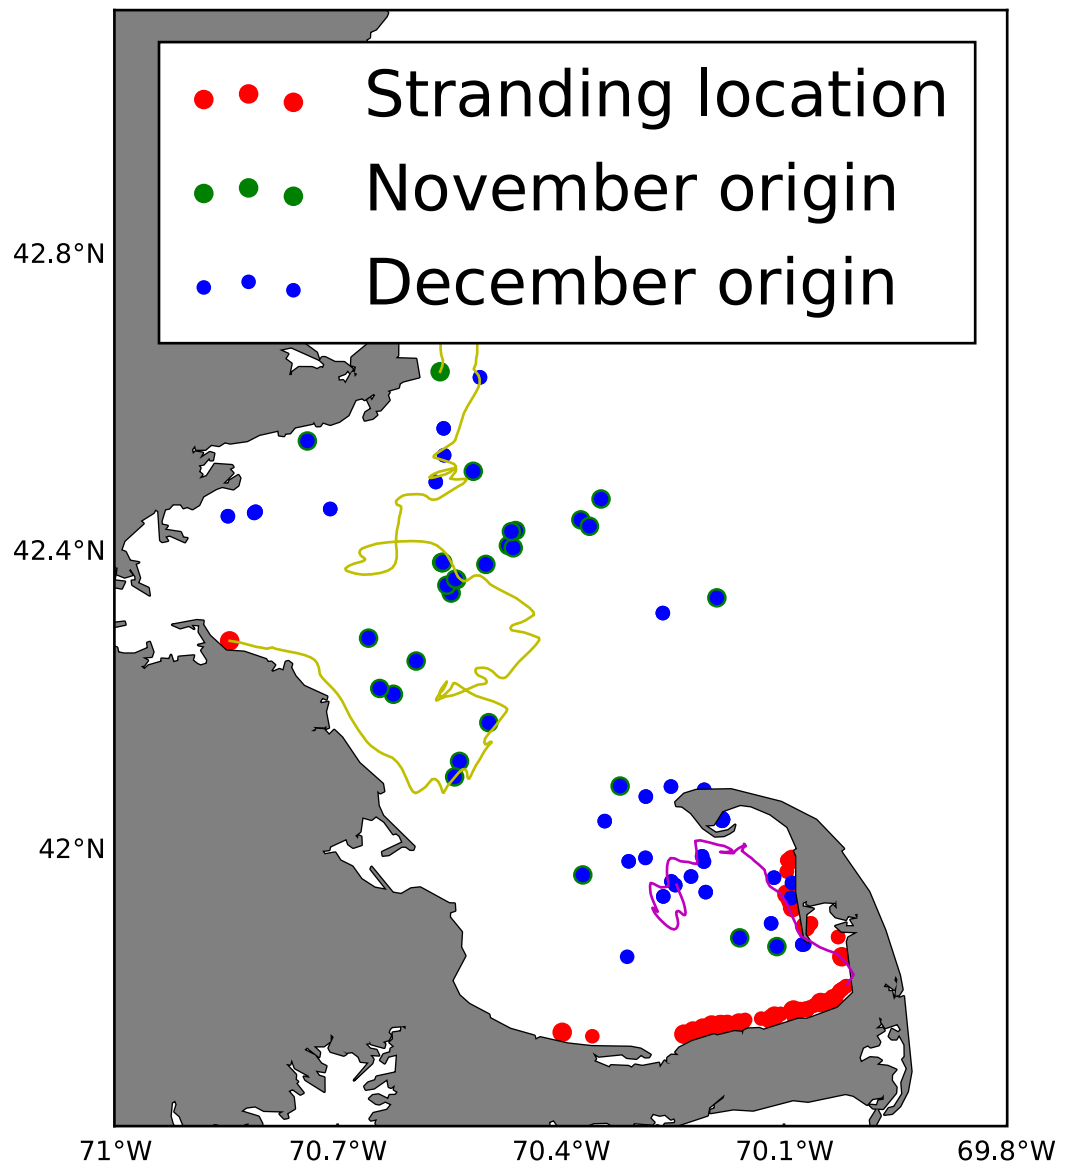 Stranding location
November origin
December origin
42.8°N
42.4°N
42°N
71°W 70.7°W 70.4°W 70.1°W 69.8°W